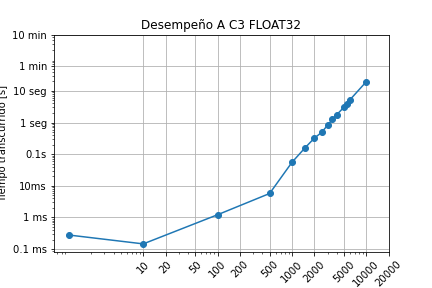 Desempeño A C3 FLOAT32
10 min
1 min
10 seg
1 seg
0.1s
10ms
1 ms
0.1 ms
transcurrido [s]
10
20
50
100
200
500
1000
2000
5000
10000
20000